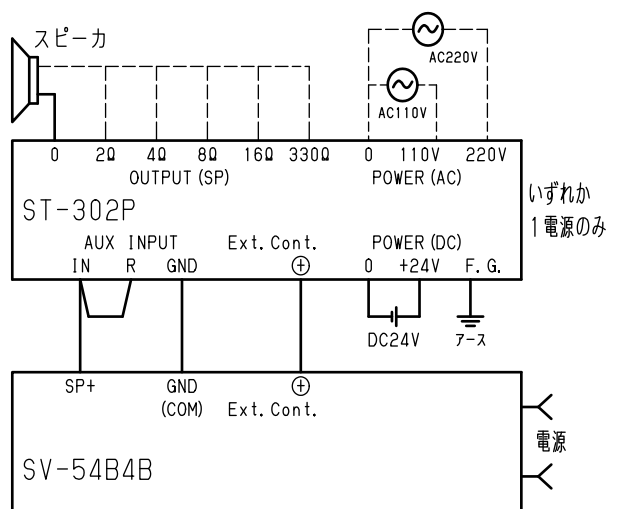 スピーカ
AC220V
AC110V
0 2Ω 4Ω 8Ω 16Ω 330Ω 0 110V 220V
OUTPUT(SP) POWER(AC)
ST-302P
いずれか
1電源のみ
AUX INPUT Ext.Cont. POWER(DC)
IN R GND ⊕ 0 +24V F.G.
DC24V アース
SP+ GND ⊕
(COM) Ext.Cont.
電源
SV-54B4B